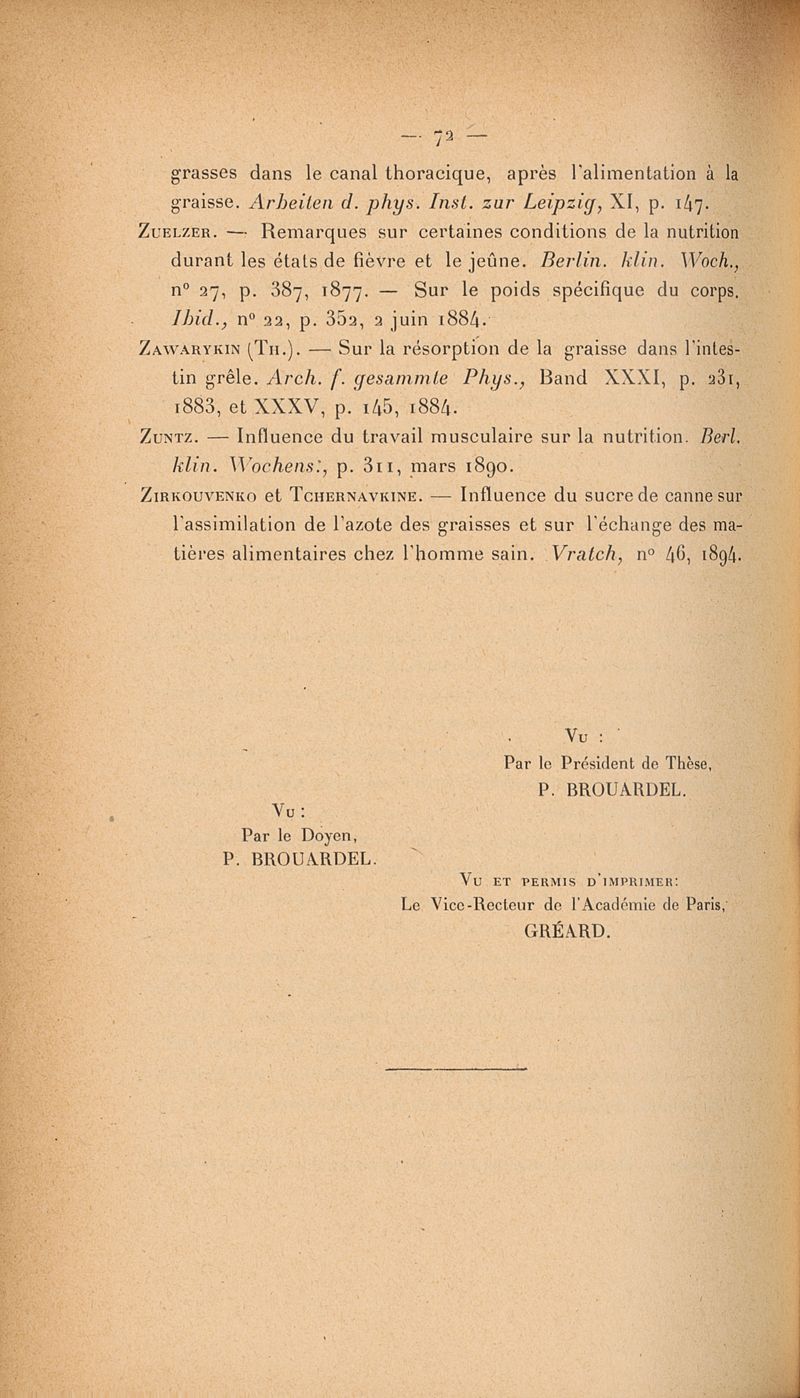 — 72 —
grasses dans le canal thoracique, après l'alimentation à la
graisse. Arbeiten d. phys. Inst. zur Leipzig, XI, p. 147.
Zuelzer. — Remarques sur certaines conditions de la nutrition
durant les états de fièvre et le jeûne. Berlin. klin. Woch.,
n° 27, p. 387, 1877. — Sur le poids spécifique du corps.
Ibid., n° 22, p. 352, 2 juin 1884.
Zawarykin (Th.). — Sur la résorption de la graisse dans l'intes-
tin grêle. Arch. f. gesammte Phys., Band XXXI, p. 231,
1883, et XXXV, p. 145, 1884.
Zuntz. — Influence du travail musculaire sur la nutrition. Berl.
klin. Wochens., p. 311, mars 1890.
Zirkouvenko et Tchernavkine. — Influence du sucre de canne sur
l'assimilation de l'azote des graisses et sur l'échange des ma-
tières alimentaires chez l'homme sain. Vratch, n° 46, 1894.
Vu :
Par le Président de Thèse,
P. BROUARDEL.
Vu :
Par le Doyen,
P. BROUARDEL.
Vu et permis d'imprimer:
Le Vice-Recteur de l'Académie de Paris,
GRÉARD.